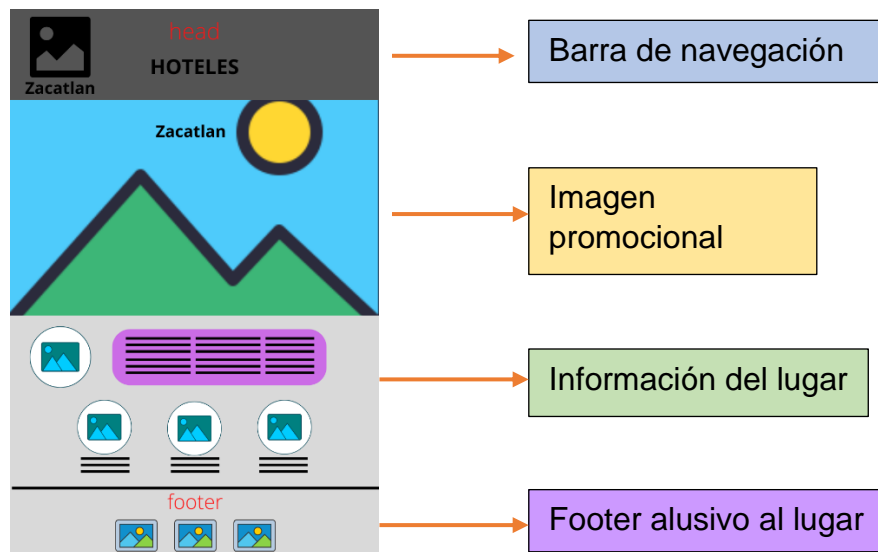 head
HOTELES
Zacatlan
Barra de navegación
Zacatlan
Imagen
promocional
Información del lugar
footer
Footer alusivo al lugar